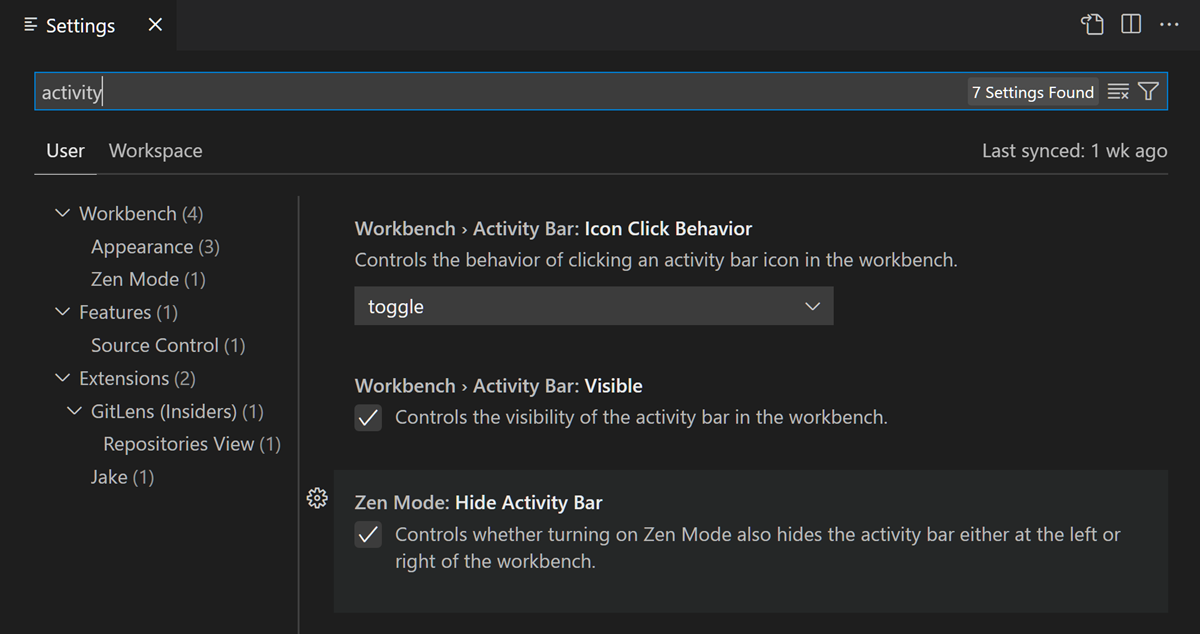 Settings
activity
7 Settings Found
User Workspace Last synced: 1 wk ago
Workbench (4)
Appearance (3)
Zen Mode (1)
Features (1)
Source Control (1)
Extensions (2)
GitLens (Insiders) (1)
Repositories View (1)
Jake (1)
Workbench › Activity Bar: Icon Click Behavior
Controls the behavior of clicking an activity bar icon in the workbench.
toggle
Workbench › Activity Bar: Visible
Controls the visibility of the activity bar in the workbench.
Zen Mode: Hide Activity Bar
Controls whether turning on Zen Mode also hides the activity bar either at the left or
right of the workbench.